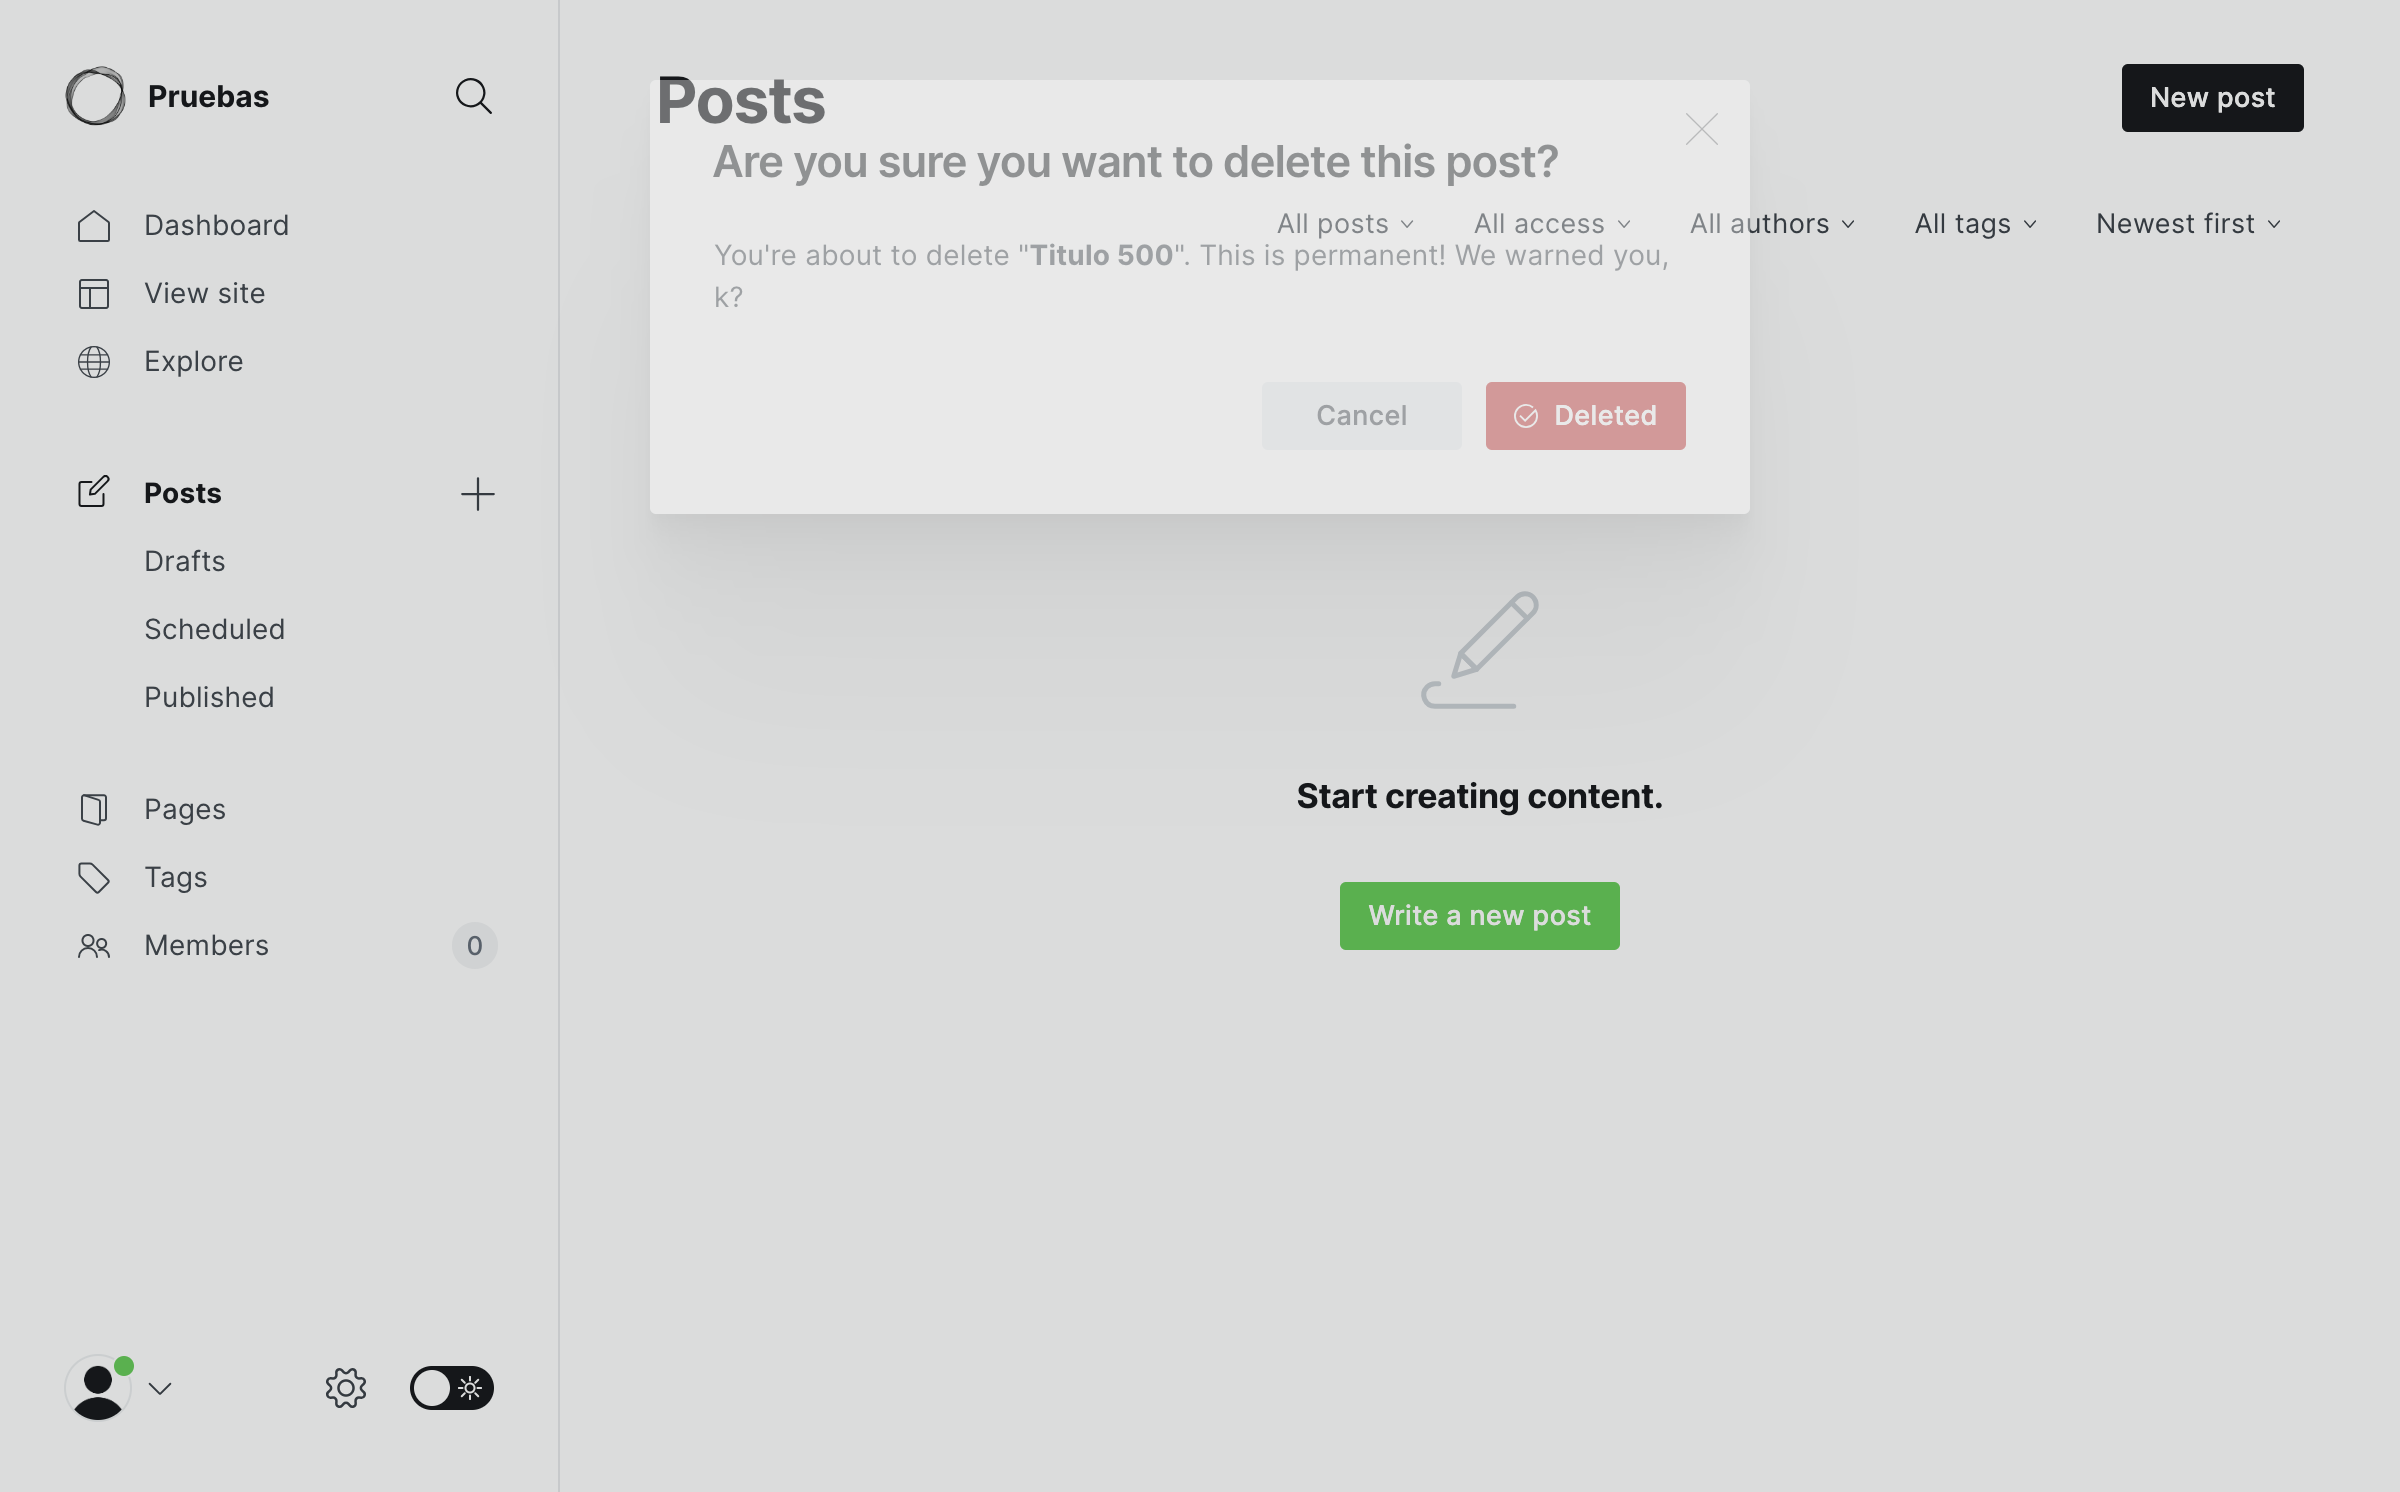 Pruebas
Dashboard
View site
Explore
Posts
Drafts
Scheduled
Published
Pages
Tags
Members 0
Posts
New post
Are you sure you want to delete this post?
All posts All access All authors All tags Newest first
You're about to delete "Titulo 500". This is permanent! We warned you,
k?
Cancel Deleted
Start creating content.
Write a new post